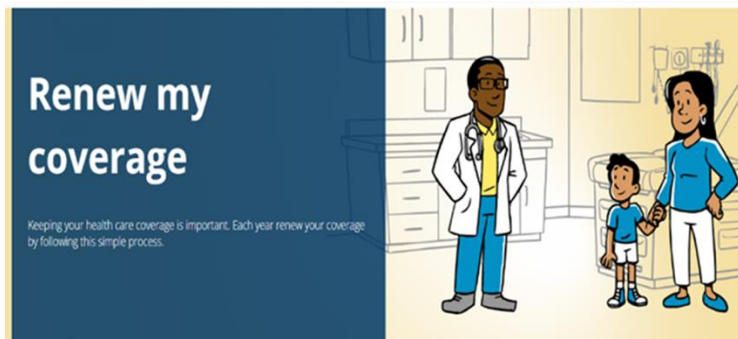 Renew my
coverage
Keeping your health care coverage is important. Each year renew your coverage
by following this simple process.